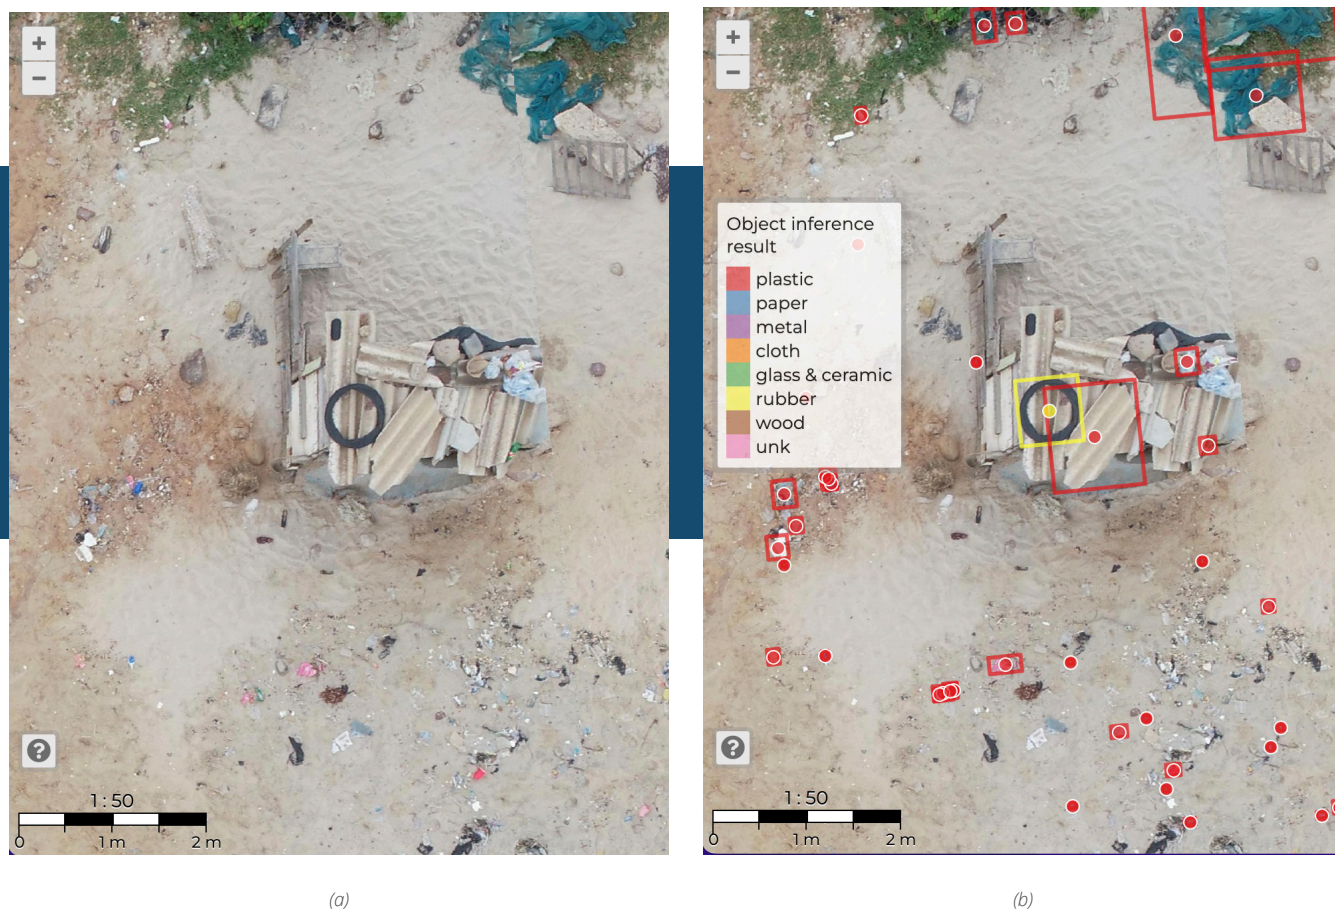 +
−
?
1 : 50
0 1 m 2 m
(a)
+
−
Object inference
result
plastic
paper
metal
cloth
glass & ceramic
rubber
wood
unk
?
1 : 50
0 1 m 2 m
(b)